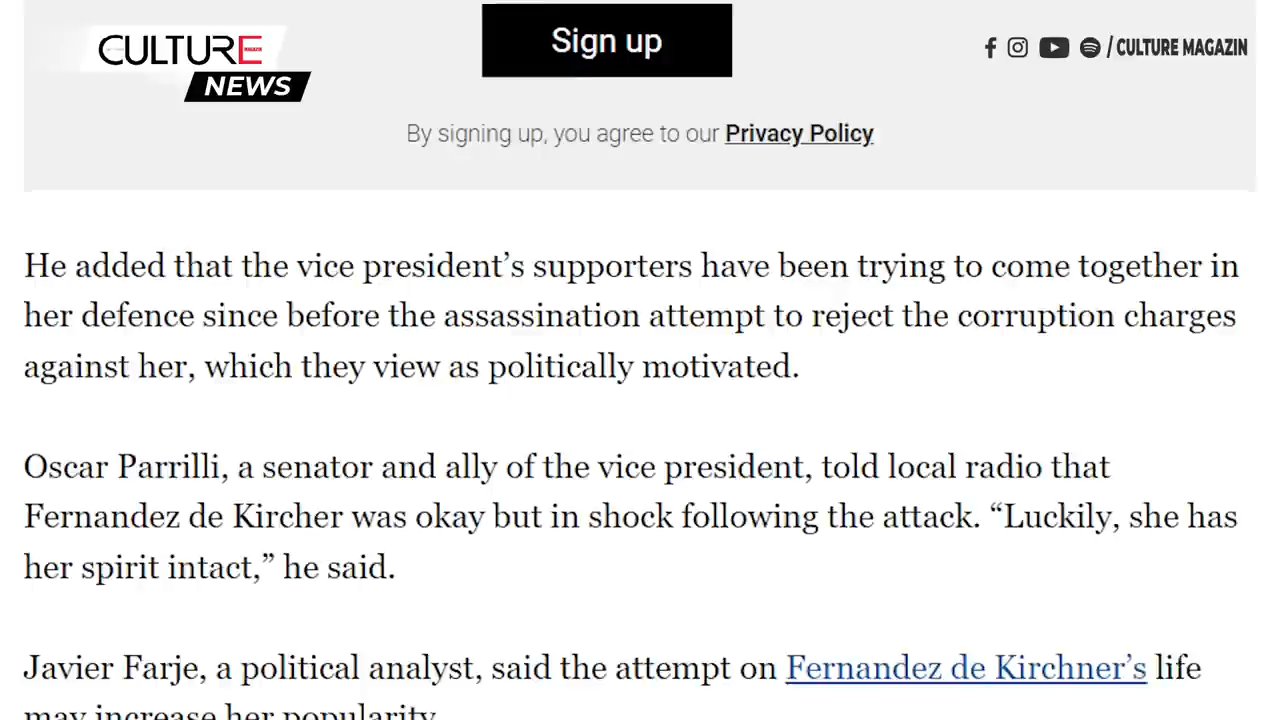 CULTURE
NEWS
Sign up
/ CULTURE MAGAZIN
By signing up, you agree to our Privacy Policy
He added that the vice president’s supporters have been trying to come together in
her defence since before the assassination attempt to reject the corruption charges
against her, which they view as politically motivated.
Oscar Parrilli, a senator and ally of the vice president, told local radio that
Fernandez de Kircher was okay but in shock following the attack. “Luckily, she has
her spirit intact,” he said.
Javier Farje, a political analyst, said the attempt on Fernandez de Kirchner’s life
may increase her popularity.